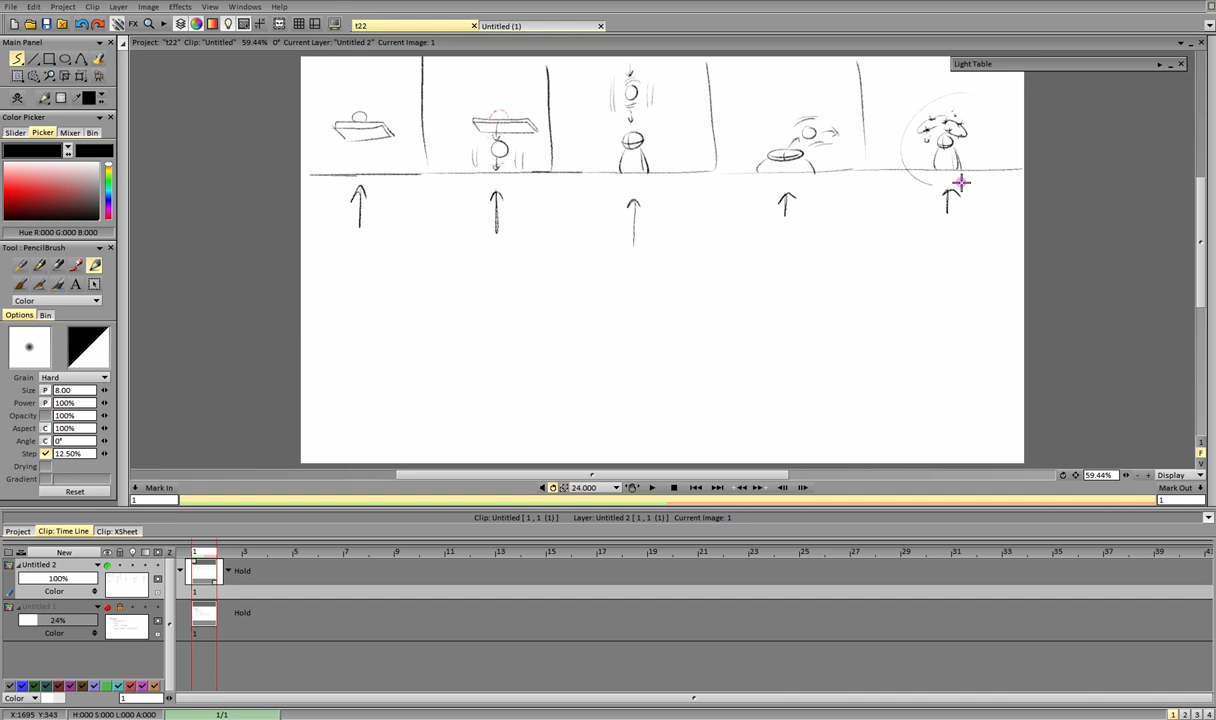 File Edit Project Clip Layer Image Effects View Windows Help
FX t22 Untitled (1)
Main Panel Project: "t22" Clip: "Untitled" 59.44% 0° Current Layer: "Untitled 2" Current Image: 1
Light Table
Color Picker
Slider Picker Mixer Bin
Hue R:000 G:000 B:000
Tool : PencilBrush
A
Color
Options Bin
Grain Hard
Size P 8.00
Power P 100%
Opacity 100%
Aspect C 100%
Angle C 0°
Step 12.50%
Drying
Gradient
Reset
1
F
V
59.44% Display
Mark In 24.000 Mark Out
1 1
Clip: Untitled [ 1 , 1 (1) ] Layer: Untitled 2 [ 1 , 1 (1) ] Current Image: 1
Project Clip: Time Line Clip: XSheet
New Z 1 3 5 7 9 11 13 15 17 19 21 23 25 27 29 31 33 35 37 39 41
Untitled 2 Hold
100%
Color 1
Untitled 1 Hold
24%
Color 1
Color 1
X:1695 Y:343 H:000 S:000 L:000 A:000 1/1 1 2 3 4